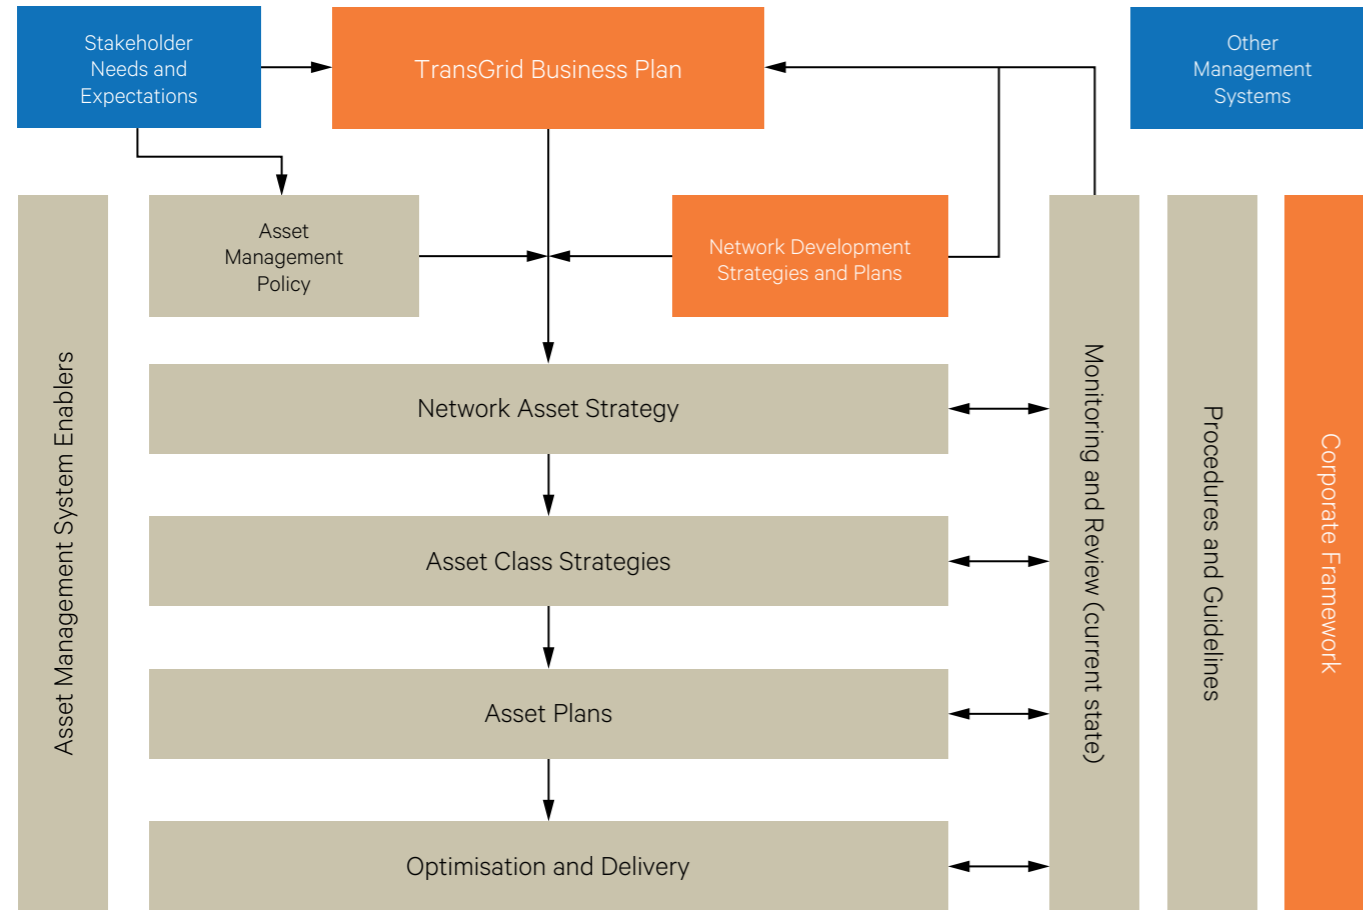 Stakeholder
Needs and
Expectations
TransGrid Business Plan
Other
Management
Systems
Asset
Management
Policy
Network Development
Strategies and Plans
Asset Management System Enablers
Network Asset Strategy
Asset Class Strategies
Asset Plans
Optimisation and Delivery
Monitoring and Review (current state)
Procedures and Guidelines
Corporate Framework